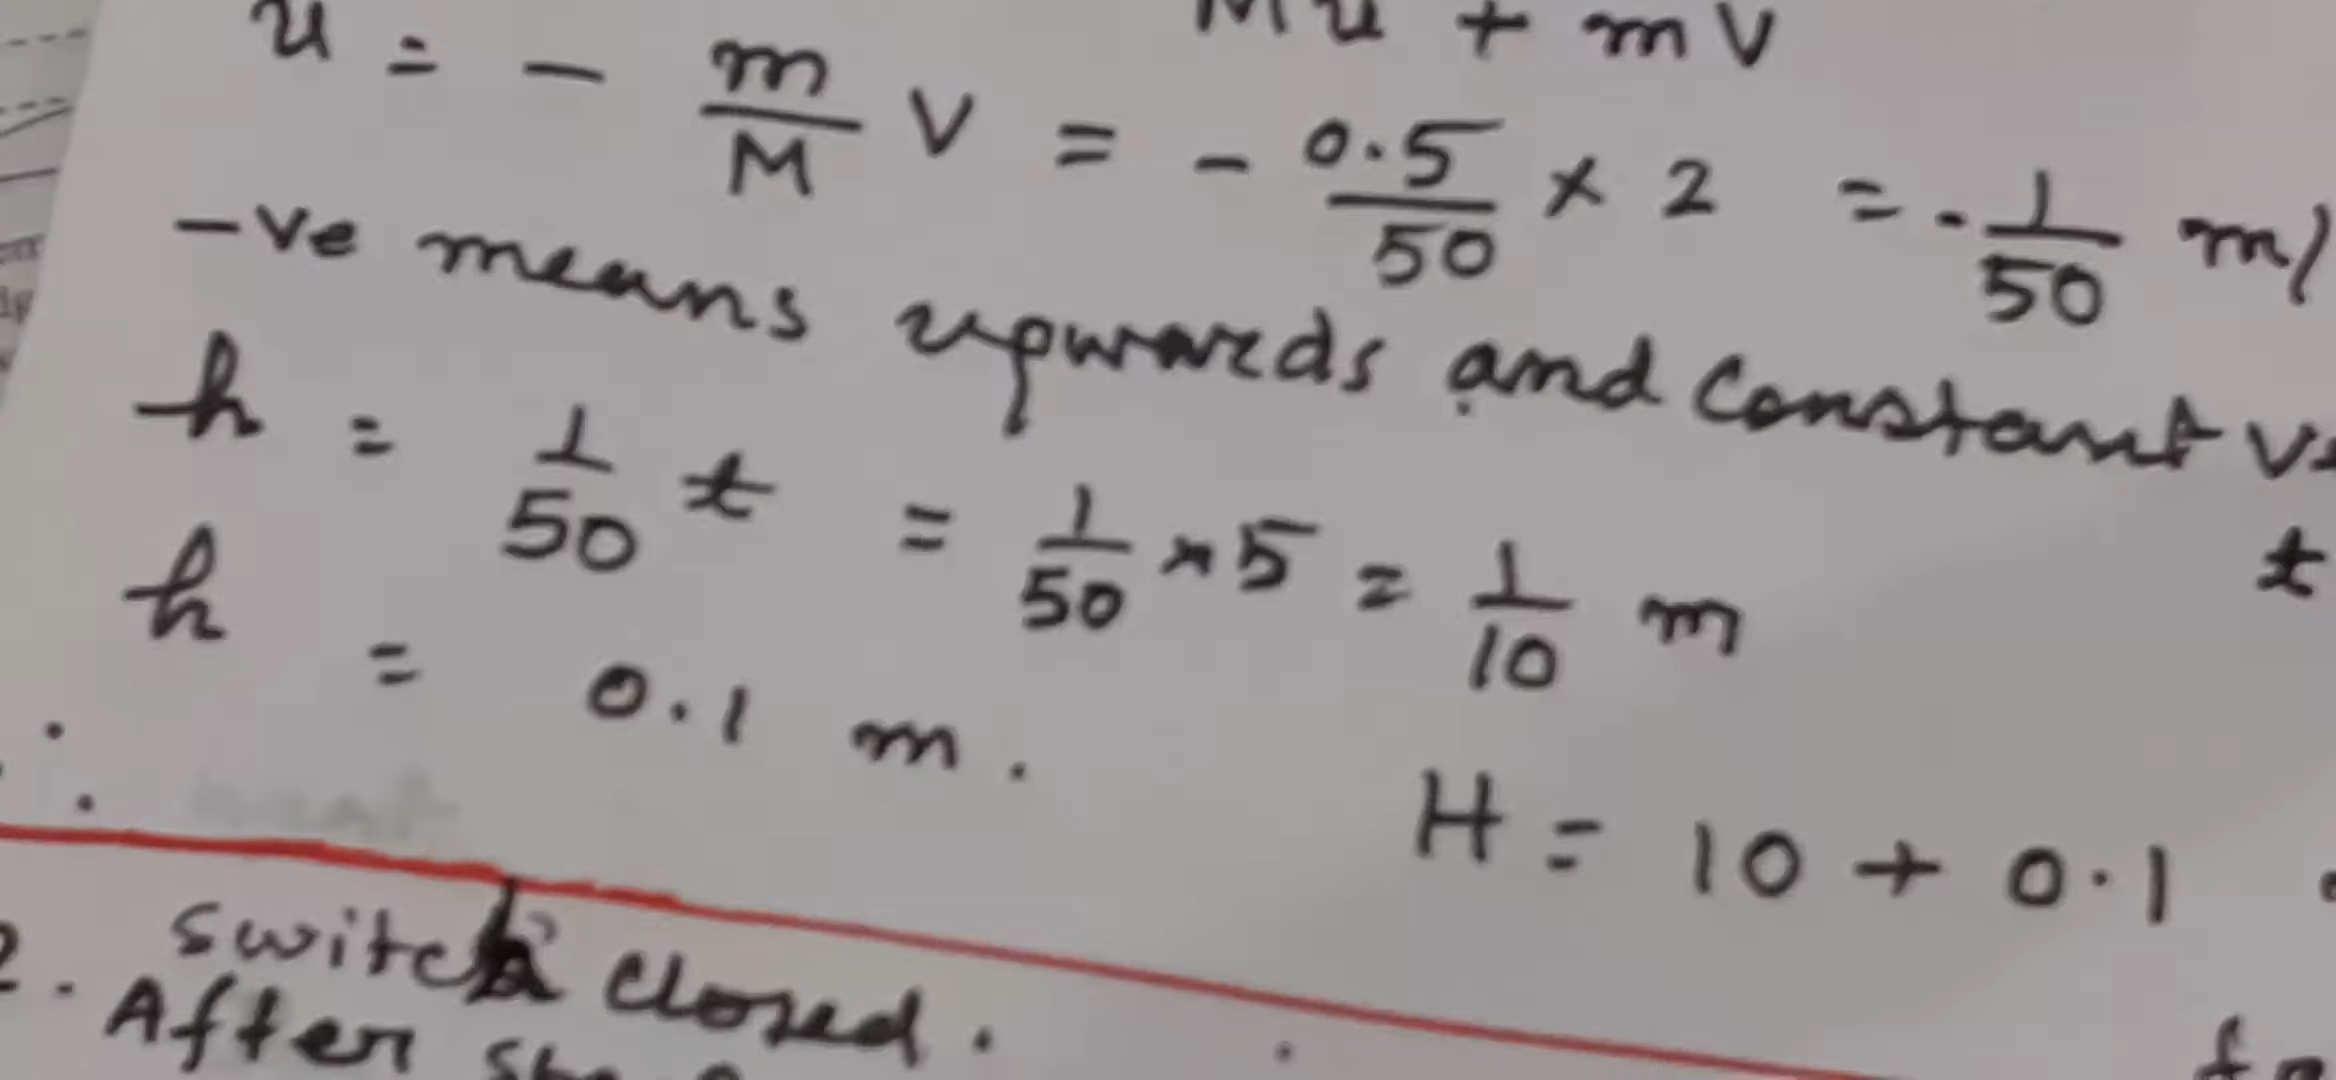 Mu + mV
u = - m/M V = - 0.5/50 × 2 = - 1/50 m/
-ve means upwards and constant
h = 1/50 t = 1/50 × 5 = 1/10 m
t
h = 0.1 m.
H = 10 + 0.1
2. switch closed.
After